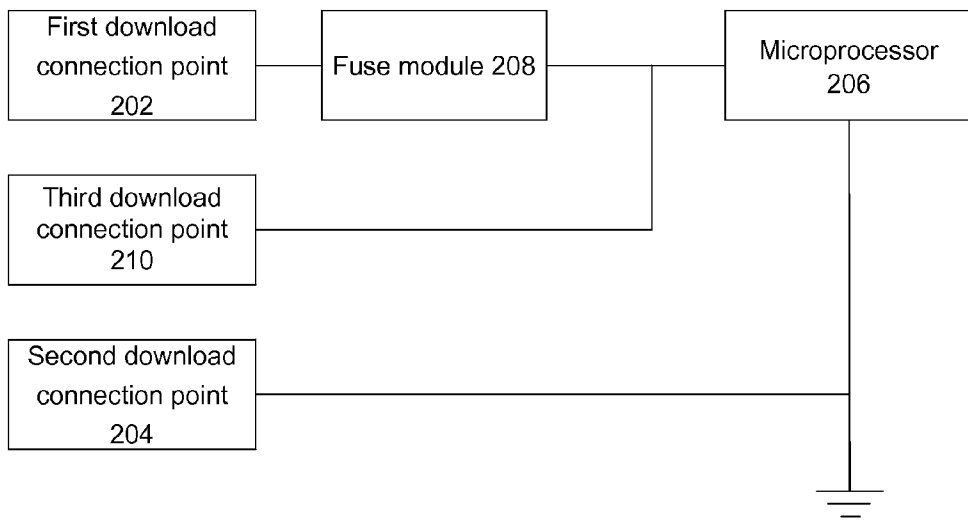 First download
connection point
202
Fuse module 208
Microprocessor
206
Third download
connection point
210
Second download
connection point
204